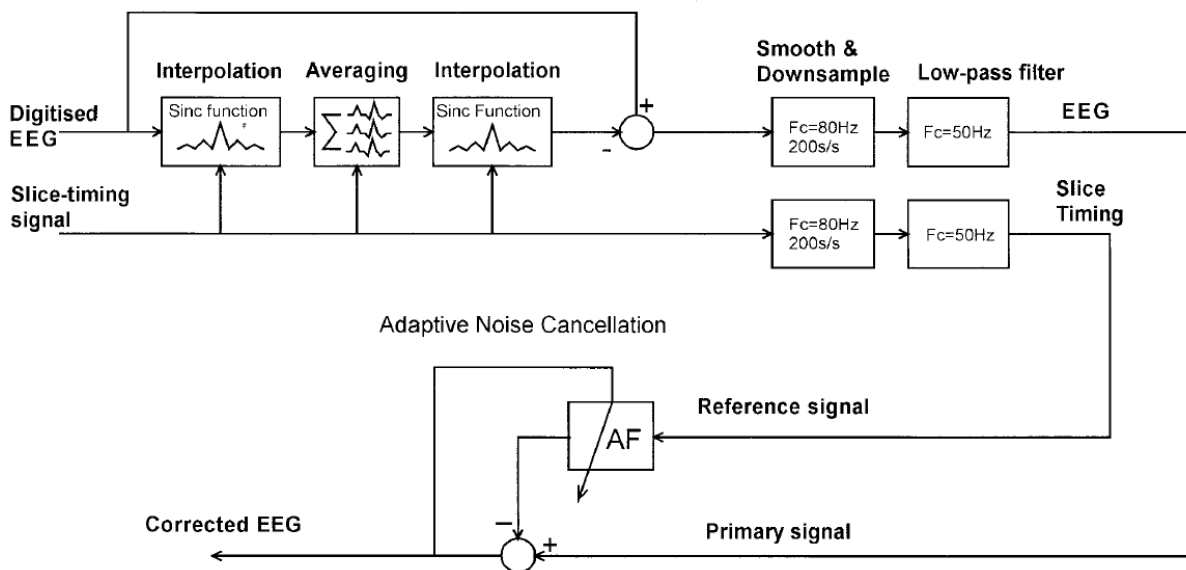 Smooth &
Downsample
Interpolation
Averaging
Interpolation
Low-pass filter
Digitised
EEG
Sinc function
Σ
Sinc Function
+
-
Fc=80Hz
200s/s
Fc=50Hz
EEG
Slice-timing
signal
Fc=80Hz
200s/s
Fc=50Hz
Slice
Timing
Adaptive Noise Cancellation
AF
Reference signal
Corrected EEG
−
+
Primary signal